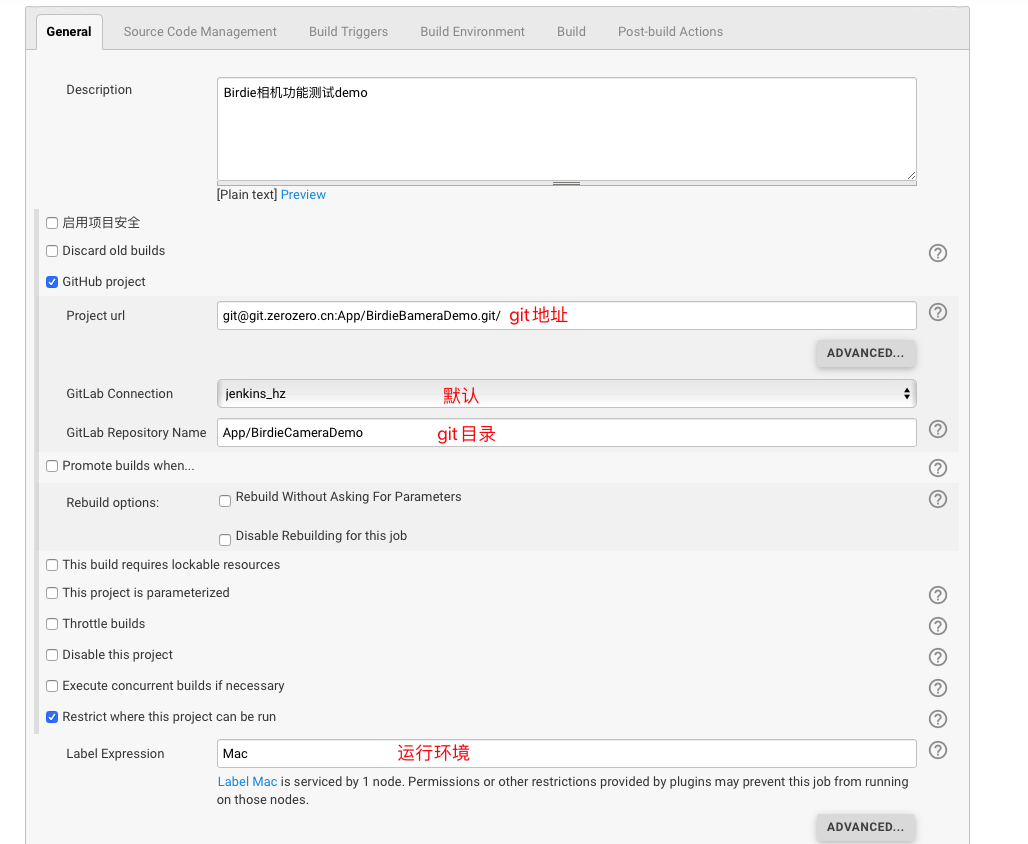 General Source Code Management Build Triggers Build Environment Build Post-build Actions
Description
Birdie相机功能测试demo
[Plain text] Preview
启用项目安全
Discard old builds
GitHub project
Project url git@git.zerozero.cn:App/BirdieBameraDemo.git/ git地址
ADVANCED...
GitLab Connection jenkins_hz 默认
GitLab Repository Name App/BirdieCameraDemo git目录
Promote builds when...
Rebuild options: Rebuild Without Asking For Parameters
Disable Rebuilding for this job
This build requires lockable resources
This project is parameterized
Throttle builds
Disable this project
Execute concurrent builds if necessary
Restrict where this project can be run
Label Expression Mac 运行环境
Label Mac is serviced by 1 node. Permissions or other restrictions provided by plugins may prevent this job from running
on those nodes.
ADVANCED...